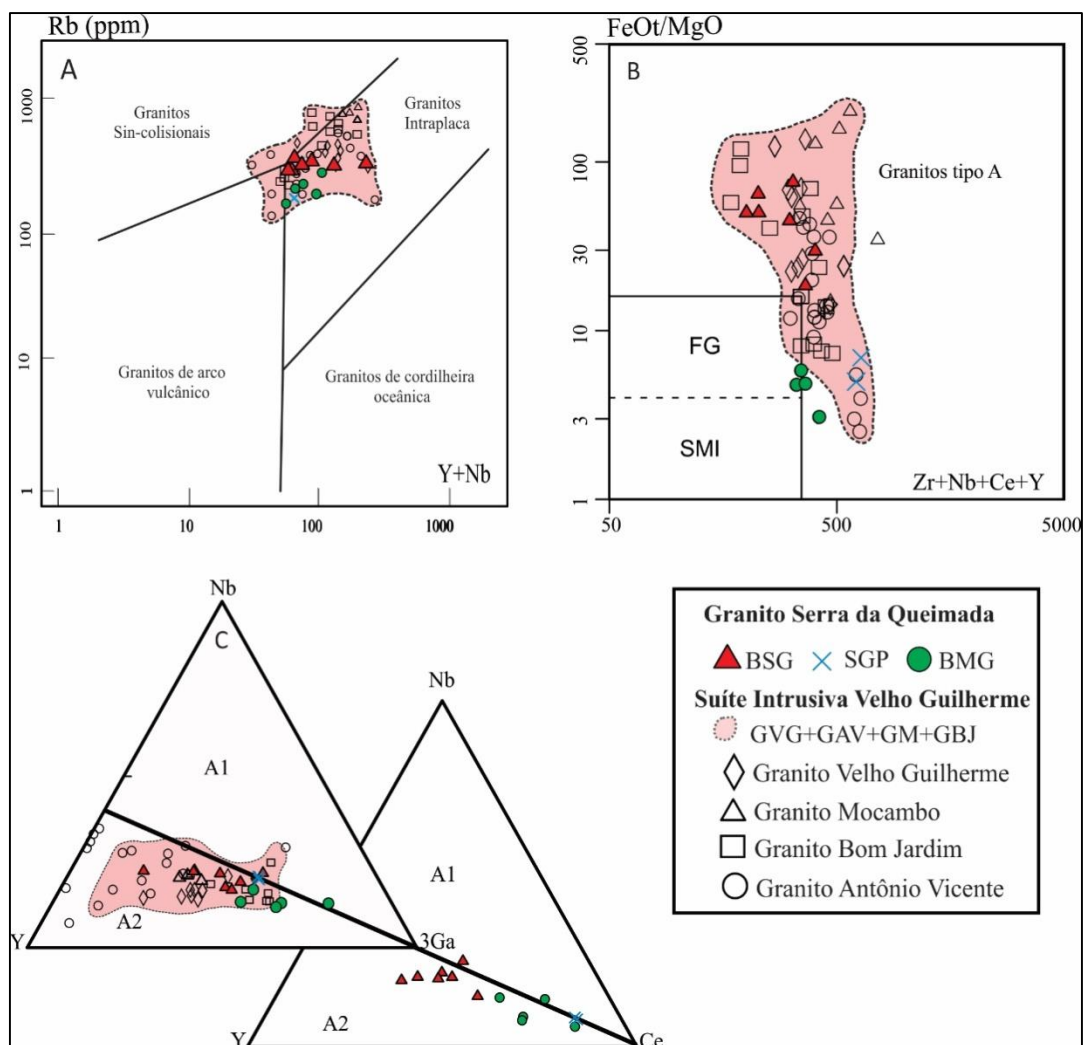 Rb (ppm)
A
1000
100
10
1
Granitos
Sin-colisionais
Granitos
Intraplaca
Granitos de arco
vulcânico
Granitos de cordilheira
oceânica
Y+Nb
1
10
100
1000
FeOt/MgO
B
500
100
30
10
3
1
Granitos tipo A
FG
SMI
Zr+Nb+Ce+Y
50
500
5000
Nb
C
A1
A2
Y
3Ga
Nb
A1
A2
Y
Ce
Granito Serra da Queimada
BSG SGP BMG
Suíte Intrusiva Velho Guilherme
GVG+GAV+GM+GBJ
Granito Velho Guilherme
Granito Mocambo
Granito Bom Jardim
Granito Antônio Vicente